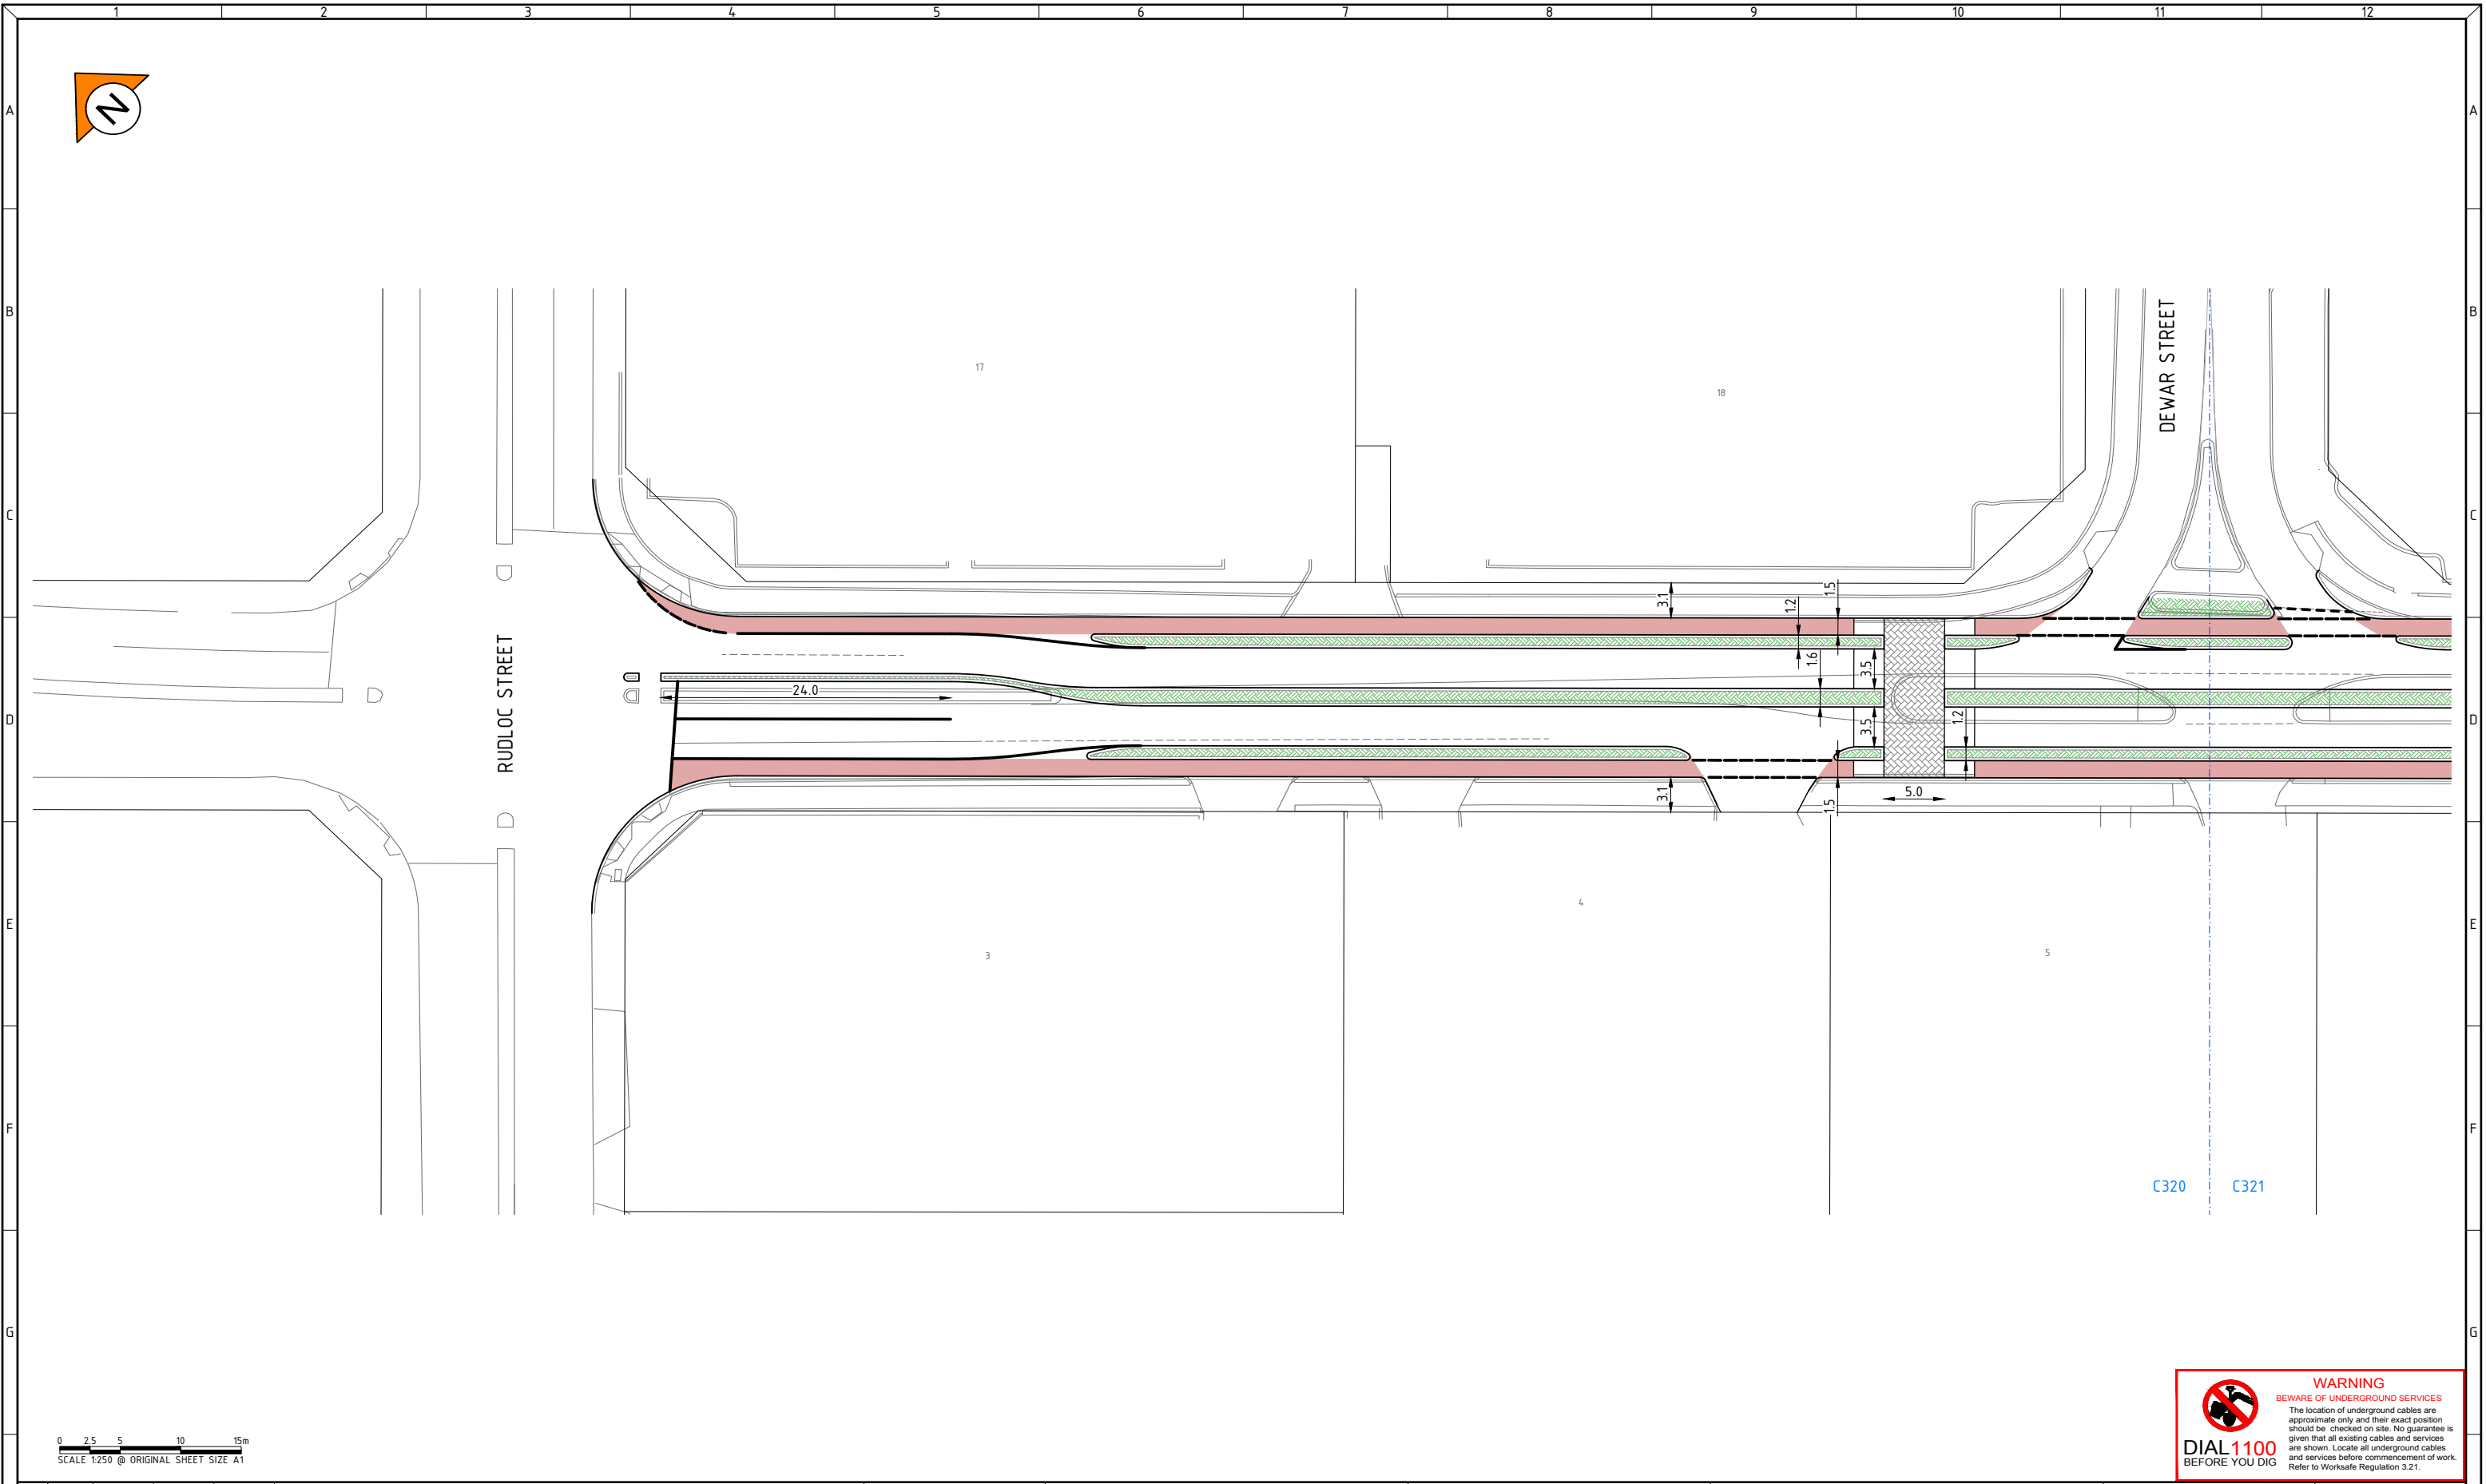 1 2 3 4 5 6 7 8 9 10 11 12
A A
N
B B
DEWAR STREET
17
18
C C
3.1
1.2
1.5
RUDLOC STREET
1.6
3.5
24.0
D D
3.5
1.2
3.1
1.5
5.0
4
E E
3
5
F F
C320 C321
G G
0 2.5 5 10 15m
SCALE 1:250 @ ORIGINAL SHEET SIZE A1
WARNING
BEWARE OF UNDERGROUND SERVICES
The location of underground cables are
approximate only and their exact position
should be checked on site. No guarantee is
given that all existing cables and services
are shown. Locate all underground cables
and services before commencement of work.
Refer to Worksafe Regulation 3.21.
DIAL1100
BEFORE YOU DIG